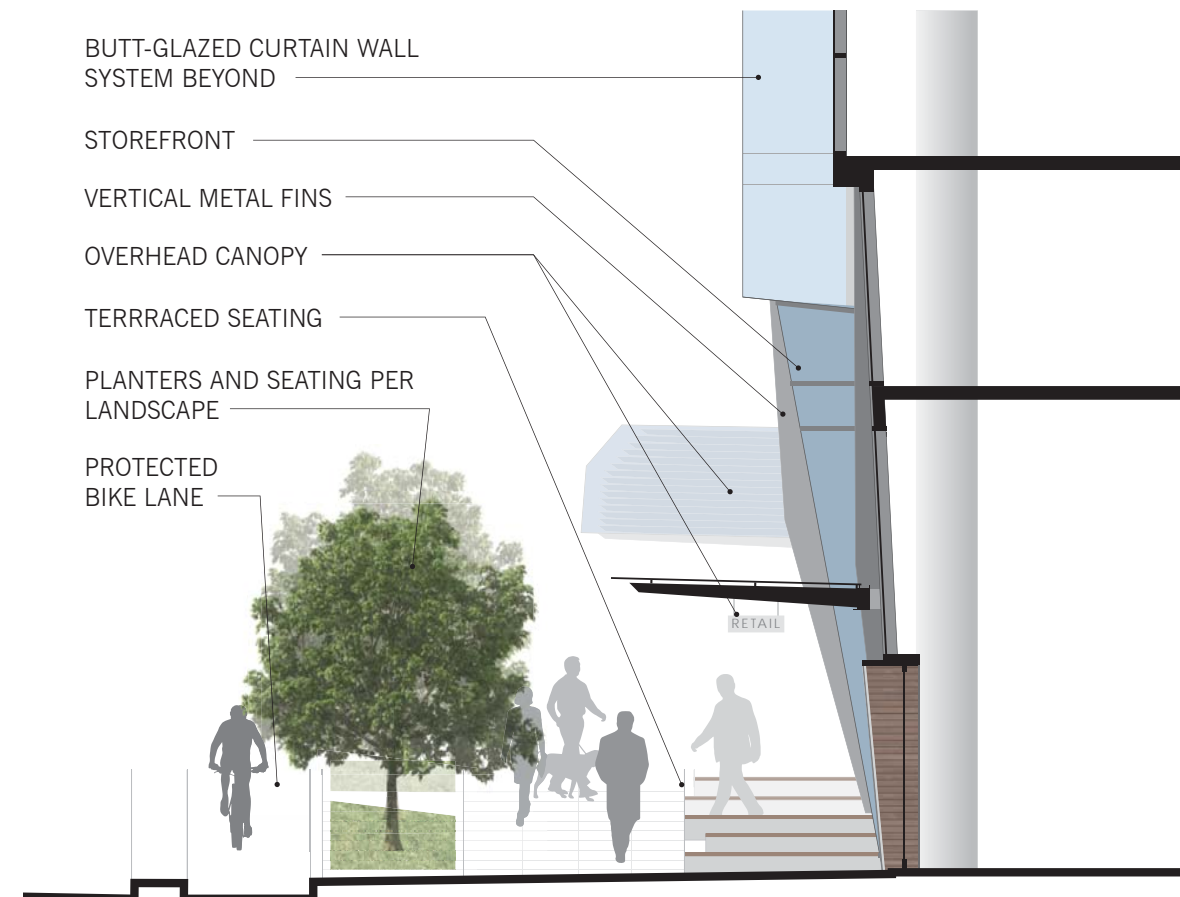 BUTT-GLAZED CURTAIN WALL
SYSTEM BEYOND
STOREFRONT
VERTICAL METAL FINS
OVERHEAD CANOPY
TERRRACED SEATING
PLANTERS AND SEATING PER
LANDSCAPE
PROTECTED
BIKE LANE
RETAIL